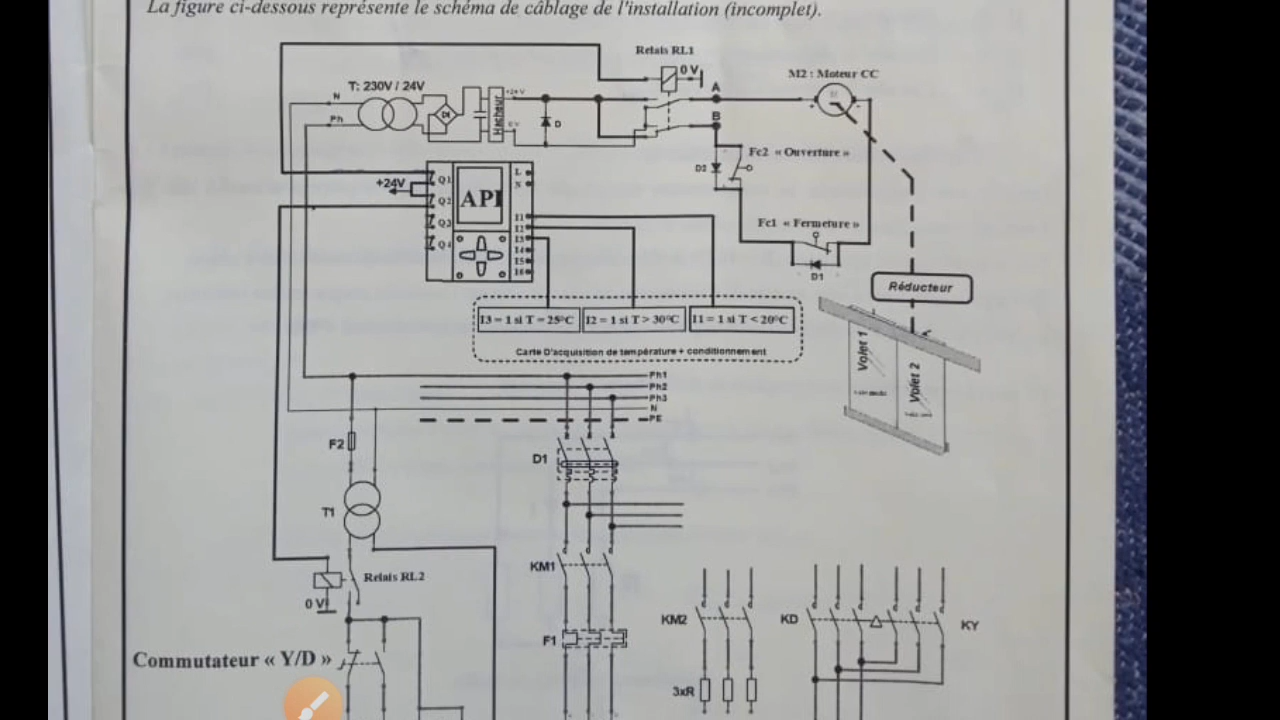 La figure ci-dessous représente le schéma de câblage de l'installation (incomplet).
Relais RL1
0 V
M2 : Moteur CC
T: 230V / 24V
N
Ph
Hacheur
+24V
0V
D
A
B
D2
Fc2 « Ouverture »
Fc1 « Fermeture »
D1
+24V
Q1
Q2
Q3
Q4
API
L
N
I1
I2
I3
I4
I5
I6
Réducteur
I3 = 1 si T = 25°C
I2 = 1 si T > 30°C
I1 = 1 si T < 20°C
Carte D'acquisition de température + conditionnement
Volet 1
Volet 2
Ph1
Ph2
Ph3
N
PE
F2
D1
T1
KM1
Relais RL2
0 V
F1
KM2
KD
KY
Commutateur « Y/D »
3xR